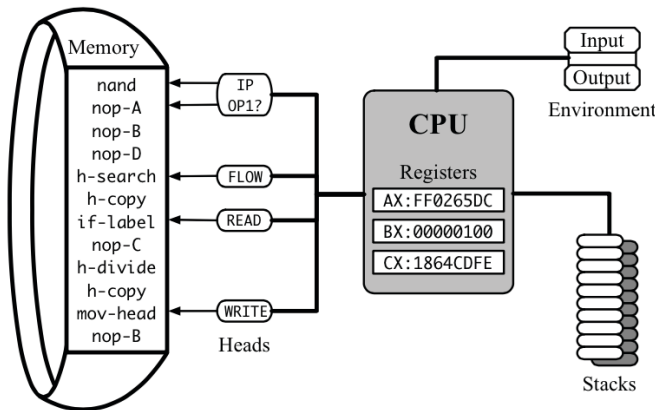 Memory
nand
nop-A
nop-B
nop-D
h-search
h-copy
if-label
nop-C
h-divide
h-copy
mov-head
nop-B
IP
OP1?
FLOW
READ
WRITE
Heads
CPU
Registers
AX:FF0265DC
BX:00000100
CX:1864CDFE
Input
Output
Environment
Stacks